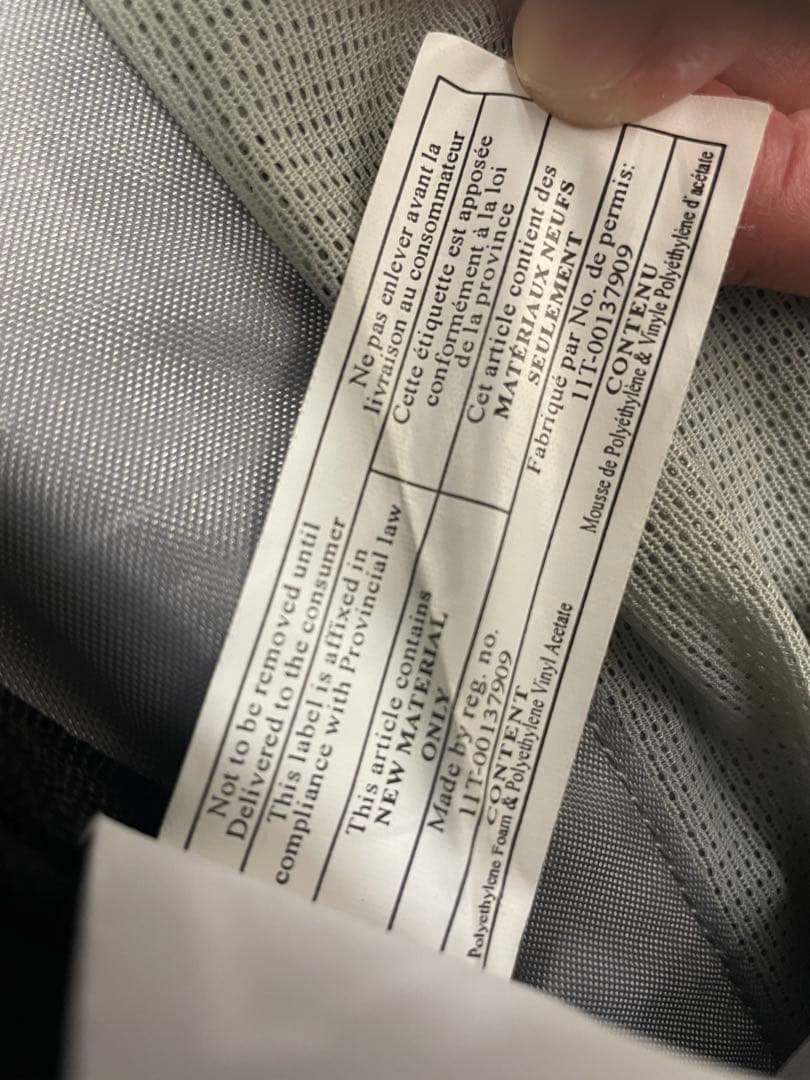 Not to be removed until
Delivered to the consumer
This label is affixed in
compliance with Provincial law
This article contains
NEW MATERIAL
ONLY
Made by reg. no.
11T-00137909
CONTENT
Polyethylene Foam & Polyethylene Vinyl Acetate
Ne pas enlever avant la
livraison au consommateur
Cette étiquette est apposée
conformément à la loi
de la province
Cet article contient des
MATÉRIAUX NEUFS
SEULEMENT
Fabriqué par No. de permis:
11T-00137909
CONTENU
Mousse de Polyéthylène & Vinyle Polyéthylène d'acétate